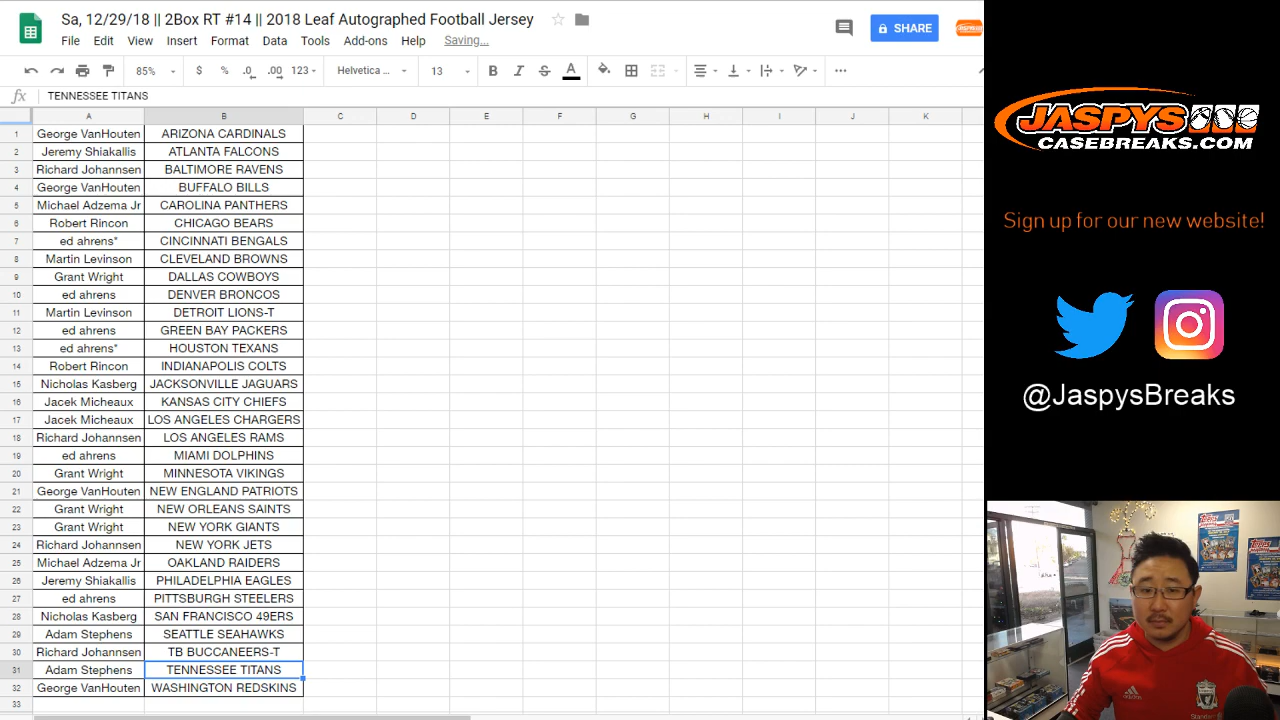 Sa, 12/29/18 || 2Box RT #14 || 2018 Leaf Autographed Football Jersey
File Edit View Insert Format Data Tools Add-ons Help Saving...
SHARE
85% $ % .0 .00 123 Helvetica ... 13 B I S A
fx TENNESSEE TITANS
A B C D E F G H I J K
1 George VanHouten ARIZONA CARDINALS
2 Jeremy Shiakallis ATLANTA FALCONS
3 Richard Johannsen BALTIMORE RAVENS
4 George VanHouten BUFFALO BILLS
5 Michael Adzema Jr CAROLINA PANTHERS
6 Robert Rincon CHICAGO BEARS
7 ed ahrens* CINCINNATI BENGALS
8 Martin Levinson CLEVELAND BROWNS
9 Grant Wright DALLAS COWBOYS
10 ed ahrens DENVER BRONCOS
11 Martin Levinson DETROIT LIONS-T
12 ed ahrens GREEN BAY PACKERS
13 ed ahrens* HOUSTON TEXANS
14 Robert Rincon INDIANAPOLIS COLTS
15 Nicholas Kasberg JACKSONVILLE JAGUARS
16 Jacek Micheaux KANSAS CITY CHIEFS
17 Jacek Micheaux LOS ANGELES CHARGERS
18 Richard Johannsen LOS ANGELES RAMS
19 ed ahrens MIAMI DOLPHINS
20 Grant Wright MINNESOTA VIKINGS
21 George VanHouten NEW ENGLAND PATRIOTS
22 Grant Wright NEW ORLEANS SAINTS
23 Grant Wright NEW YORK GIANTS
24 Richard Johannsen NEW YORK JETS
25 Michael Adzema Jr OAKLAND RAIDERS
26 Jeremy Shiakallis PHILADELPHIA EAGLES
27 ed ahrens PITTSBURGH STEELERS
28 Nicholas Kasberg SAN FRANCISCO 49ERS
29 Adam Stephens SEATTLE SEAHAWKS
30 Richard Johannsen TB BUCCANEERS-T
31 Adam Stephens TENNESSEE TITANS
32 George VanHouten WASHINGTON REDSKINS
33
JASPYS
CASEBREAKS.COM
Sign up for our new website!
@JaspysBreaks